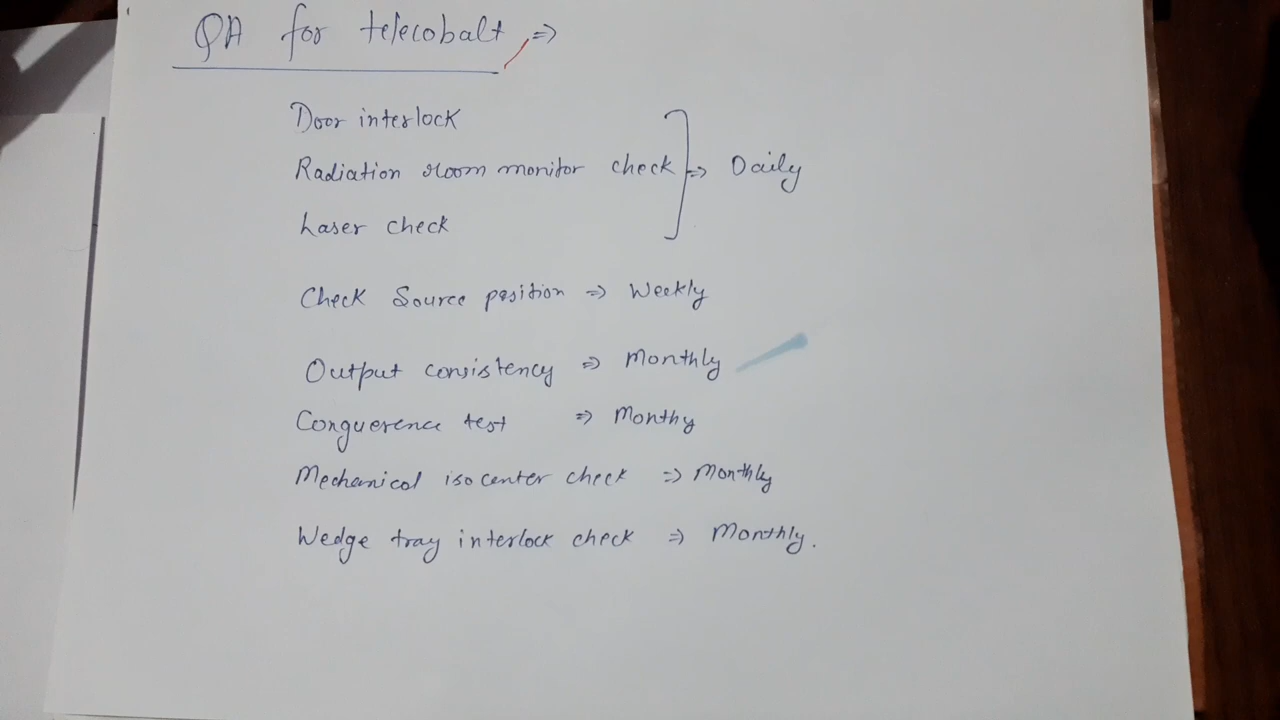 QA for telecobalt, ⇒
Door interlock
Radiation room monitor check ⇒ Daily
Laser check
Check Source position ⇒ Weekly
Output consistency ⇒ Monthly
Conguerence test ⇒ Monthy
Mechanical isocenter check ⇒ Monthly
Wedge tray interlock check ⇒ Monthly.